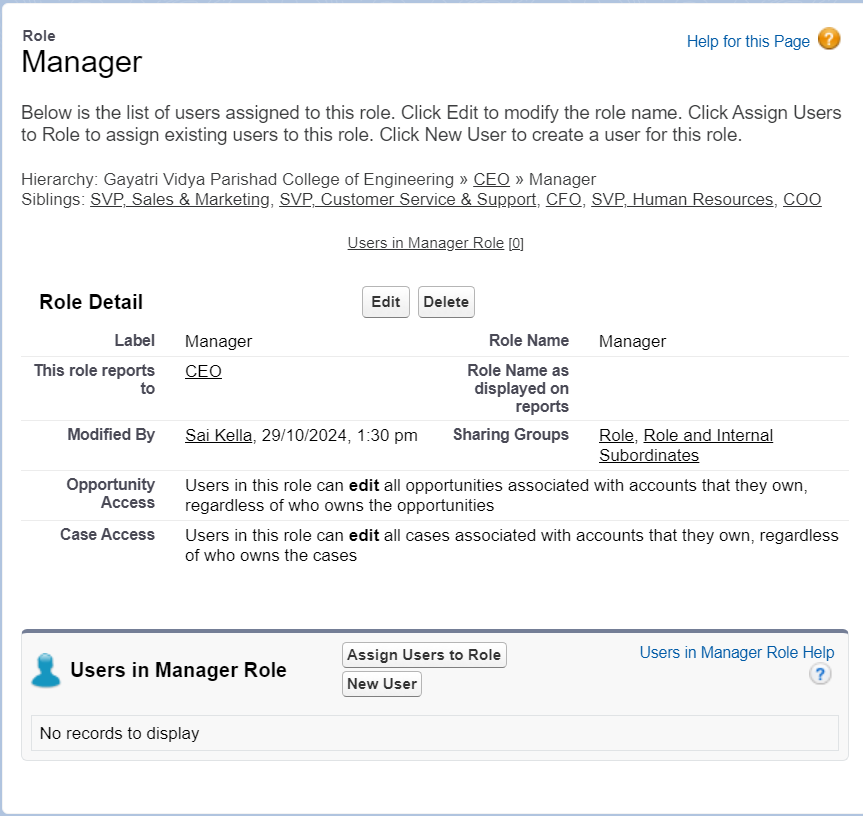 Role
Manager
Help for this Page ?
Below is the list of users assigned to this role. Click Edit to modify the role name. Click Assign Users
to Role to assign existing users to this role. Click New User to create a user for this role.
Hierarchy: Gayatri Vidya Parishad College of Engineering » CEO » Manager
Siblings: SVP, Sales & Marketing, SVP, Customer Service & Support, CFO, SVP, Human Resources, COO
Users in Manager Role [0]
Role Detail
Edit
Delete
Label
Manager
Role Name
Manager
This role reports
to
CEO
Role Name as
displayed on
reports
Modified By
Sai Kella, 29/10/2024, 1:30 pm
Sharing Groups
Role, Role and Internal
Subordinates
Opportunity
Access
Users in this role can edit all opportunities associated with accounts that they own,
regardless of who owns the opportunities
Case Access
Users in this role can edit all cases associated with accounts that they own, regardless
of who owns the cases
Users in Manager Role
Assign Users to Role
New User
Users in Manager Role Help
?
No records to display